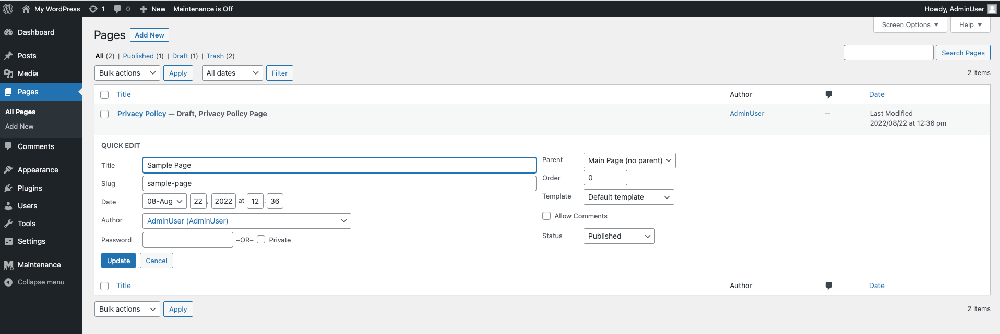 My WordPress 1 0 New Maintenance is Off Howdy, AdminUser
Screen Options Help
Dashboard
Posts
Media
Pages
All Pages
Add New
Comments
Appearance
Plugins
Users
Tools
Settings
Maintenance
Collapse menu
Pages Add New
All (2) | Published (1) | Draft (1) | Trash (2)
Search Pages
Bulk actions Apply All dates Filter
2 items
Title Author Date
Privacy Policy — Draft, Privacy Policy Page AdminUser — Last Modified
2022/08/22 at 12:36 pm
QUICK EDIT
Title Sample Page
Slug sample-page
Date 08-Aug 22 , 2022 at 12 : 36
Author AdminUser (AdminUser)
Password –OR– Private
Parent Main Page (no parent)
Order 0
Template Default template
Allow Comments
Status Published
Update Cancel
Title Author Date
Bulk actions Apply
2 items